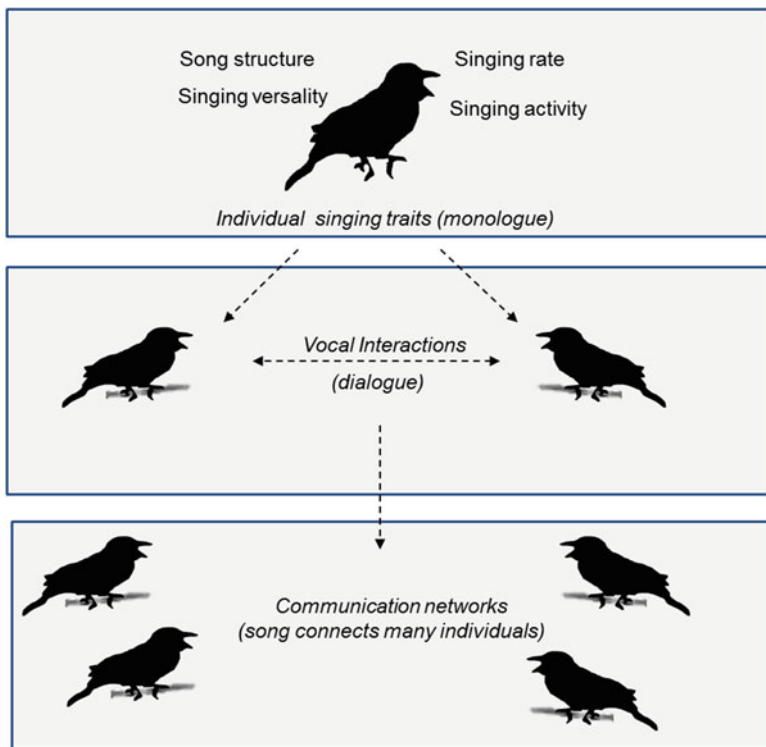 Song structure
Singing rate
Singing versality
Singing activity
Individual singing traits (monologue)
Vocal Interactions
(dialogue)
Communication networks
(song connects many individuals)